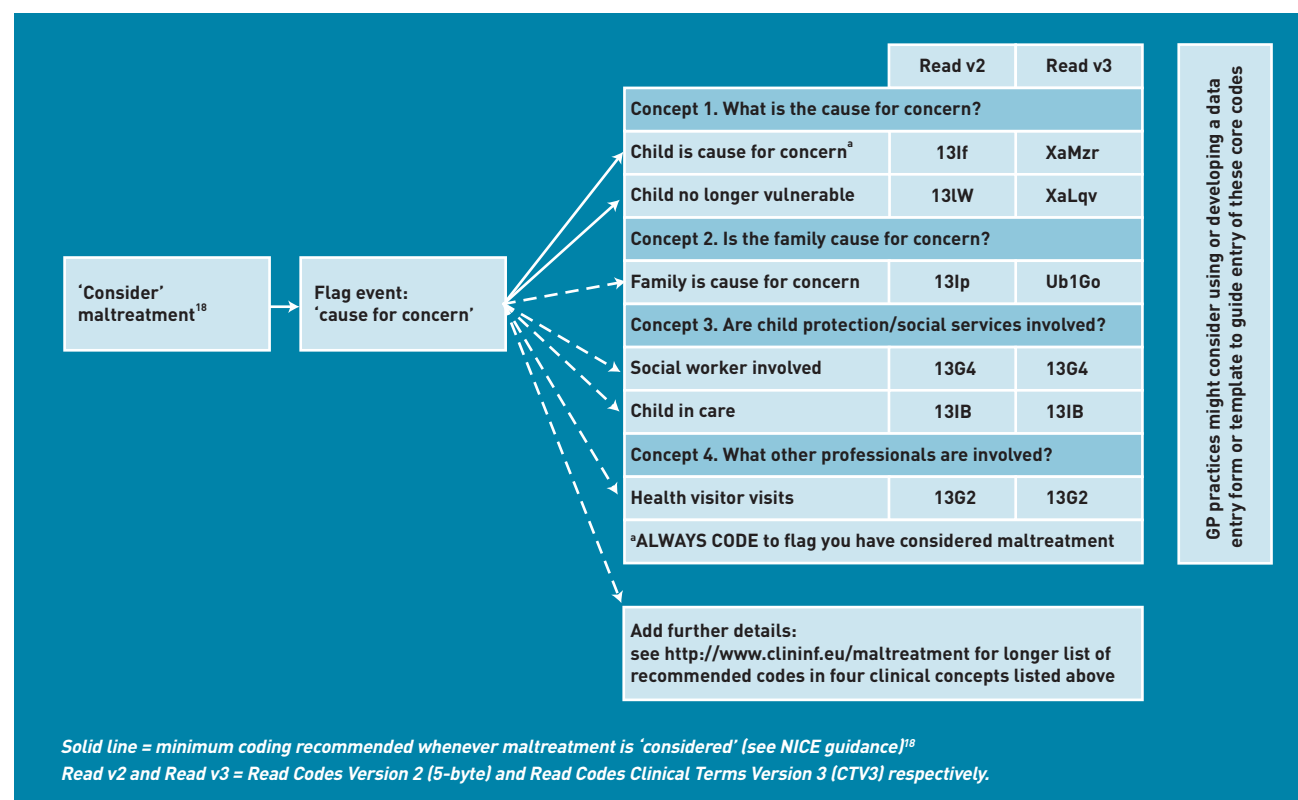 Read v2 Read v3
Concept 1. What is the cause for concern?
Child is cause for concernᵃ 13If XaMzr
Child no longer vulnerable 13lW XaLqv
Concept 2. Is the family cause for concern?
Family is cause for concern 13Ip Ub1Go
Concept 3. Are child protection/social services involved?
Social worker involved 13G4 13G4
Child in care 13IB 13IB
Concept 4. What other professionals are involved?
Health visitor visits 13G2 13G2
ᵃALWAYS CODE to flag you have considered maltreatment
‘Consider’
maltreatment¹⁸
Flag event:
‘cause for concern’
Add further details:
see http://www.clininf.eu/maltreatment for longer list of
recommended codes in four clinical concepts listed above
GP practices might consider using or developing a data
entry form or template to guide entry of these core codes
Solid line = minimum coding recommended whenever maltreatment is ‘considered’ (see NICE guidance)¹⁸
Read v2 and Read v3 = Read Codes Version 2 (5-byte) and Read Codes Clinical Terms Version 3 (CTV3) respectively.